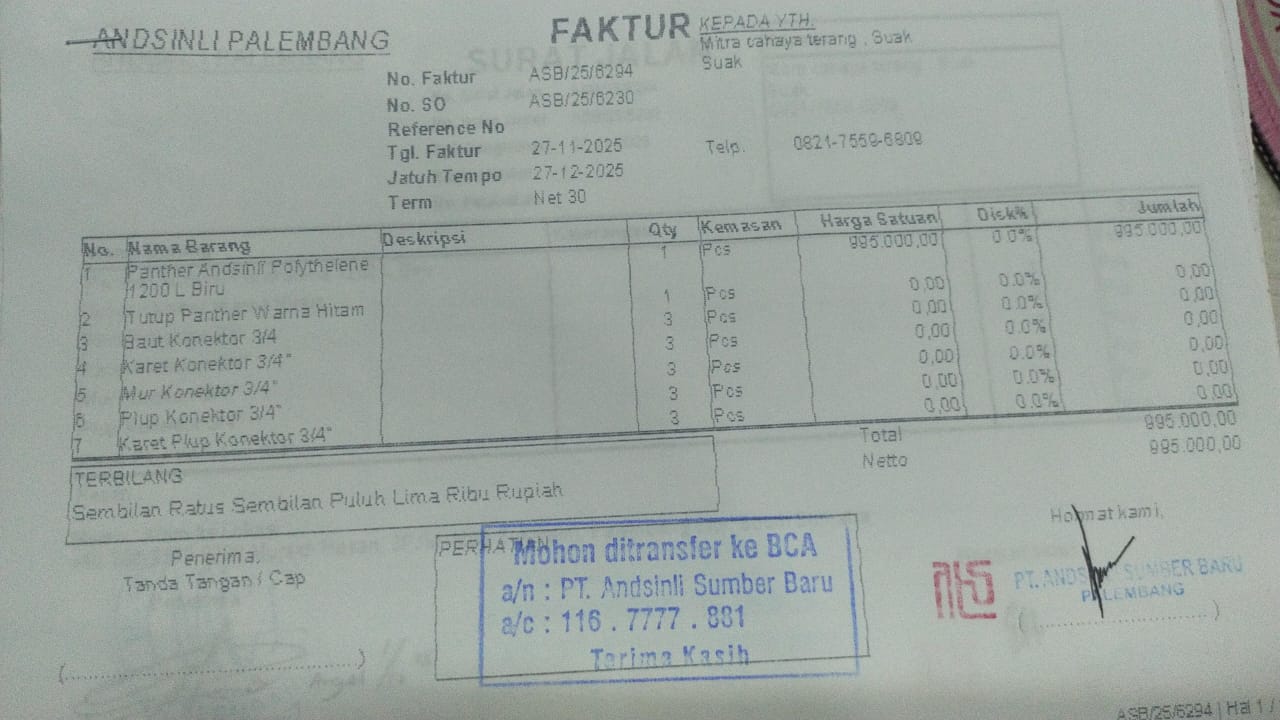 ANDSINLI PALEMBANG
FAKTUR
KEPADA YTH.
Mitra cahaya terang , Suak
Suak
No. Faktur ASB/25/6294
No. SO ASB/25/6230
Reference No
Tgl. Faktur 27-11-2025
Telp. 0821-7559-6809
Jatuh Tempo 27-12-2025
Term Net 30
No. Nama Barang Deskripsi Qty Kemasan Harga Satuan Disk% Jumlah
1 Panther Andsinli Polythelene 1 Pcs 995.000,00 0.0% 995.000,00
1200 L Biru
2 Tutup Panther Warna Hitam 1 Pcs 0,00 0.0% 0,00
3 Baut Konektor 3/4 3 Pcs 0,00 0.0% 0,00
4 Karet Konektor 3/4" 3 Pcs 0,00 0.0% 0,00
5 Mur Konektor 3/4" 3 Pcs 0,00 0.0% 0,00
6 Plup Konektor 3/4" 3 Pcs 0,00 0.0% 0,00
7 Karet Plup Konektor 3/4" 3 Pcs 0,00 0.0% 0,00
Total 995.000,00
Netto 995.000,00
TERBILANG
Sembilan Ratus Sembilan Puluh Lima Ribu Rupiah
Penerima,
Tanda Tangan / Cap
(........................................................)
PERHATIAN
Mohon ditransfer ke BCA
a/n : PT. Andsinli Sumber Baru
a/c : 116 . 7777 . 881
Terima Kasih
Hormat kami,
PT. ANDSINLI SUMBER BARU
PALEMBANG
(........................................)
ASB/25/6294 | Hal 1 /